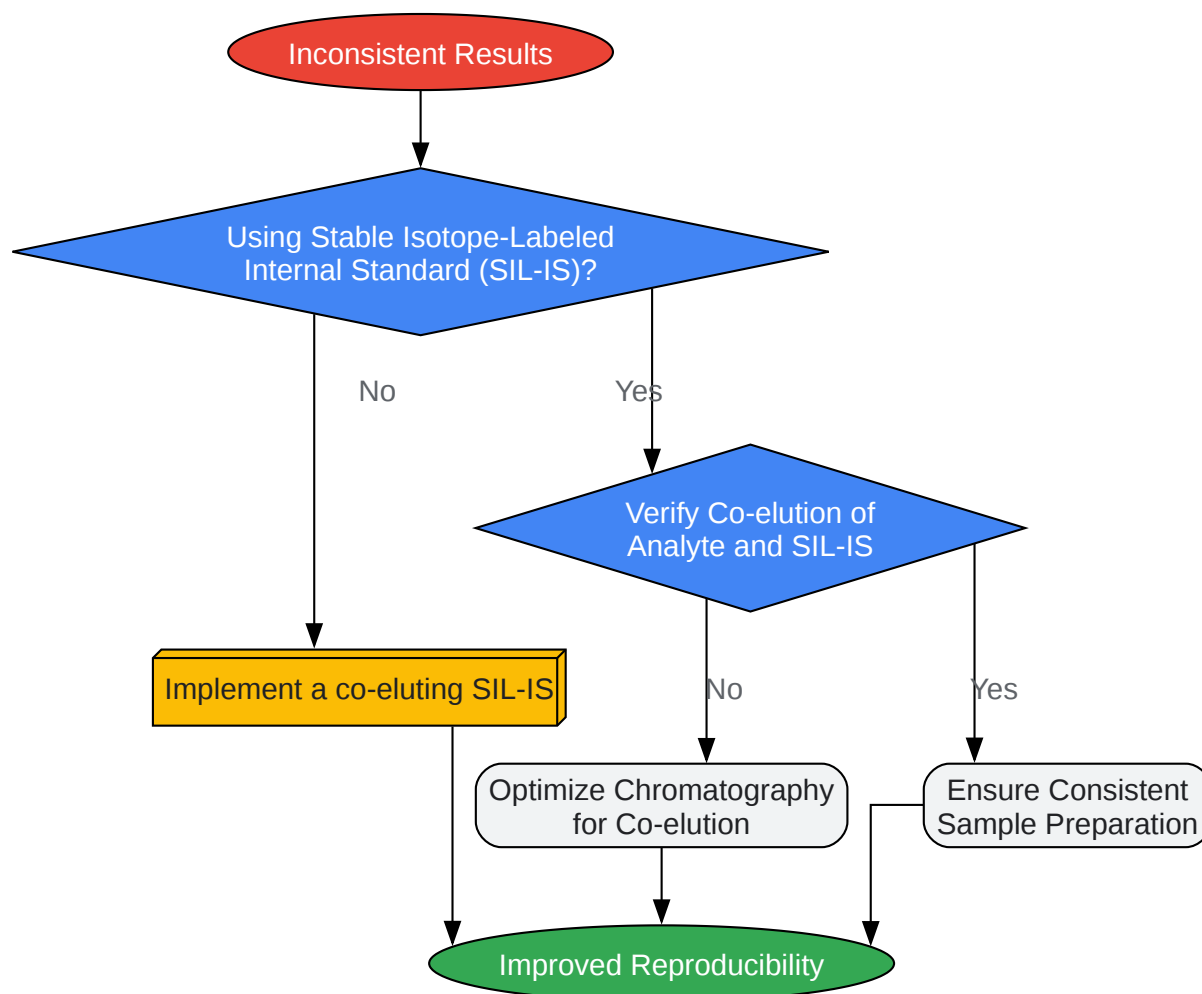 Inconsistent Results
Using Stable Isotope-Labeled
Internal Standard (SIL-IS)?
No
Yes
Verify Co-elution of
Analyte and SIL-IS
Implement a co-eluting SIL-IS
No
Yes
Optimize Chromatography
for Co-elution
Ensure Consistent
Sample Preparation
Improved Reproducibility